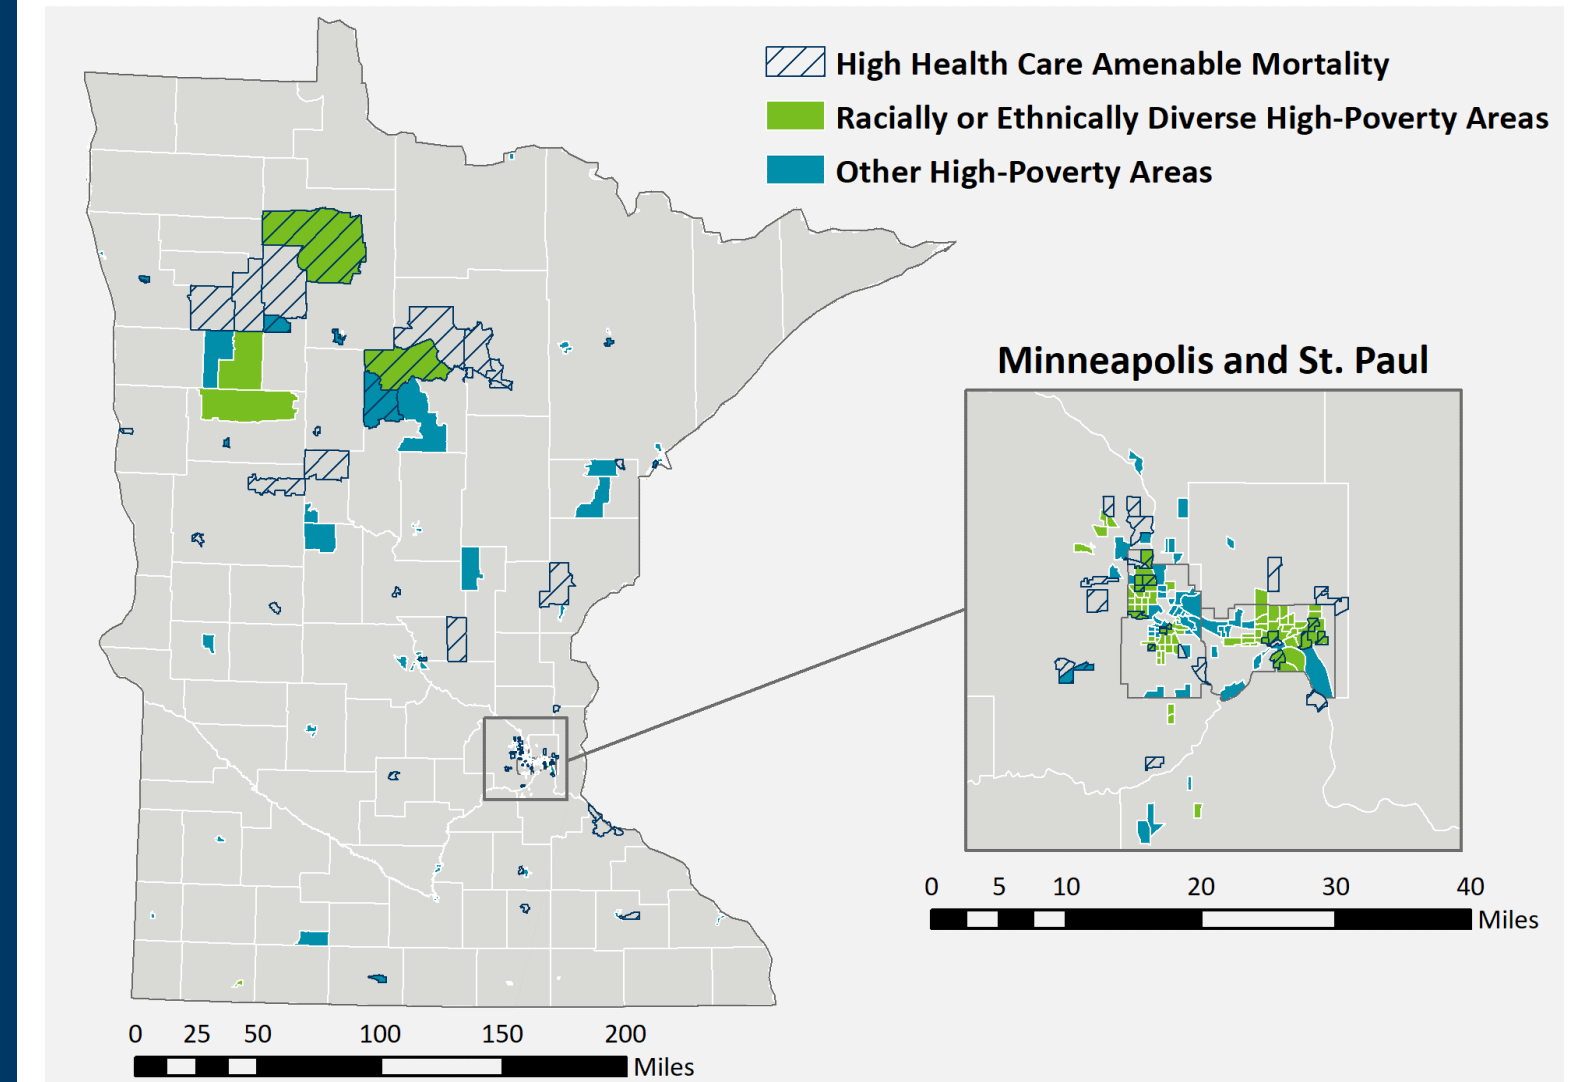 High Health Care Amenable Mortality
Racially or Ethnically Diverse High-Poverty Areas
Other High-Poverty Areas
Minneapolis and St. Paul
0 5 10 20 30 40
Miles
0 25 50 100 150 200
Miles